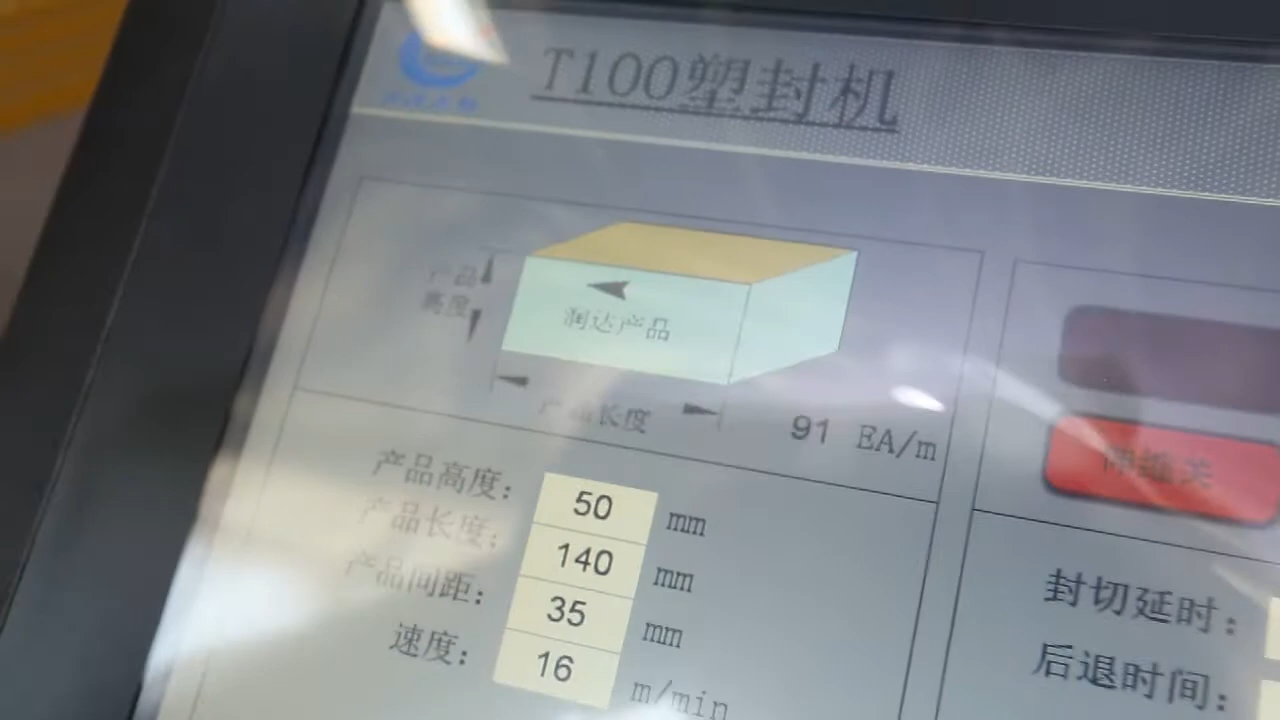 T100塑封机
产品
高度
润达产品
产品长度
91 EA/m
产品高度: 50 mm
产品长度: 140 mm
产品间距: 35 mm
速度: 16 m/min
封切延时:
后退时间: